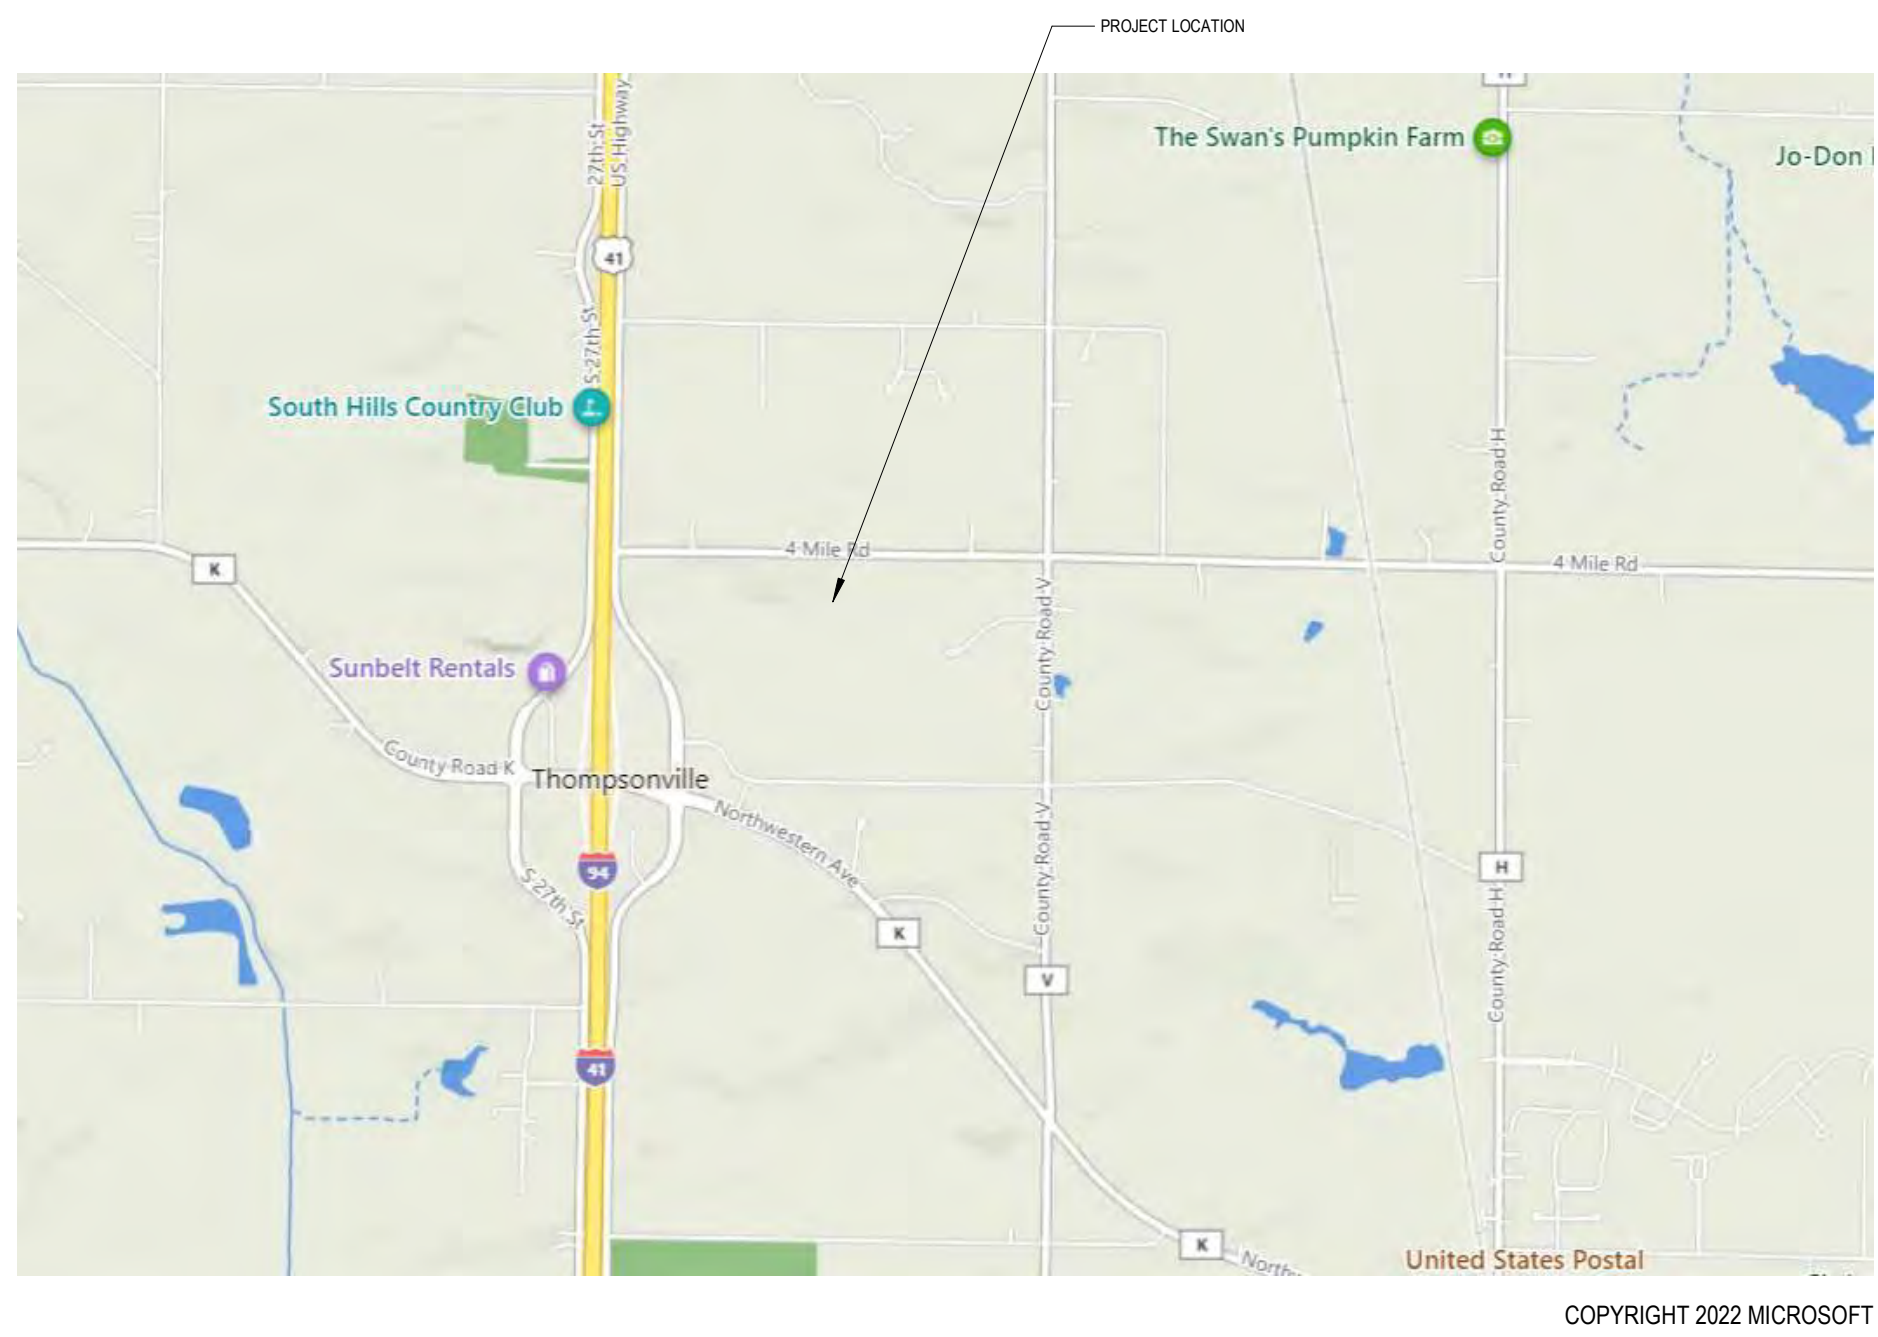 PROJECT LOCATION
27th St
US Highway
The Swan's Pumpkin Farm
Jo-Don
41
S 27th St
South Hills Country Club
4 Mile Rd
County Road H
4 Mile Rd
K
County Road V
Sunbelt Rentals
County Road K
Thompsonville
Northwestern Ave
County Road V
94
S 27th St
H
K
County Road H
V
41
K
United States Postal
COPYRIGHT 2022 MICROSOFT